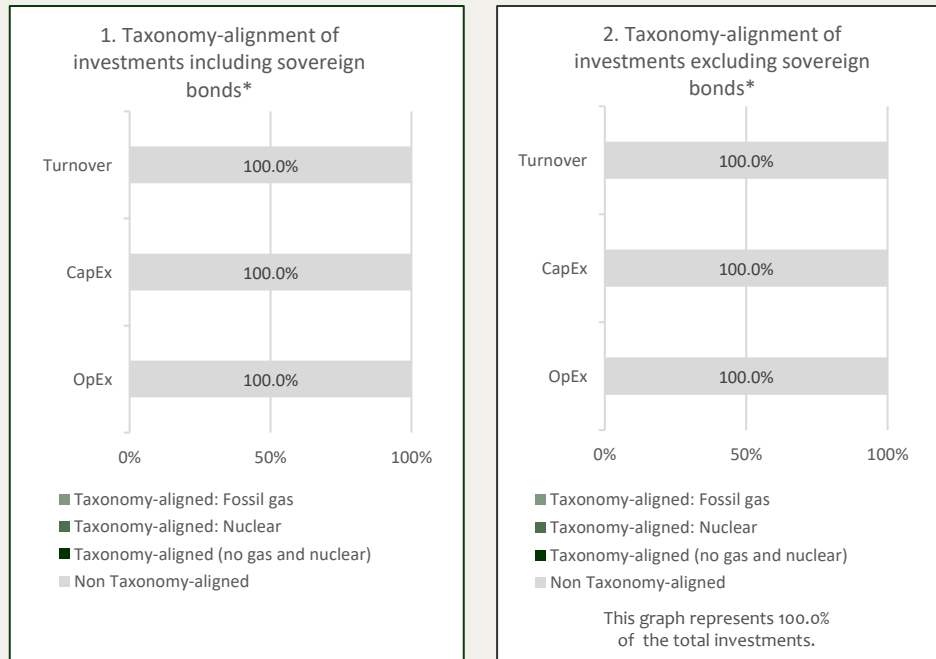 1. Taxonomy-alignment of
investments including sovereign
bonds*
Turnover
100.0%
CapEx
100.0%
OpEx
100.0%
0%
50%
100%
Taxonomy-aligned: Fossil gas
Taxonomy-aligned: Nuclear
Taxonomy-aligned (no gas and nuclear)
Non Taxonomy-aligned
2. Taxonomy-alignment of
investments excluding sovereign
bonds*
Turnover
100.0%
CapEx
100.0%
OpEx
100.0%
0%
50%
100%
Taxonomy-aligned: Fossil gas
Taxonomy-aligned: Nuclear
Taxonomy-aligned (no gas and nuclear)
Non Taxonomy-aligned
This graph represents 100.0%
of the total investments.